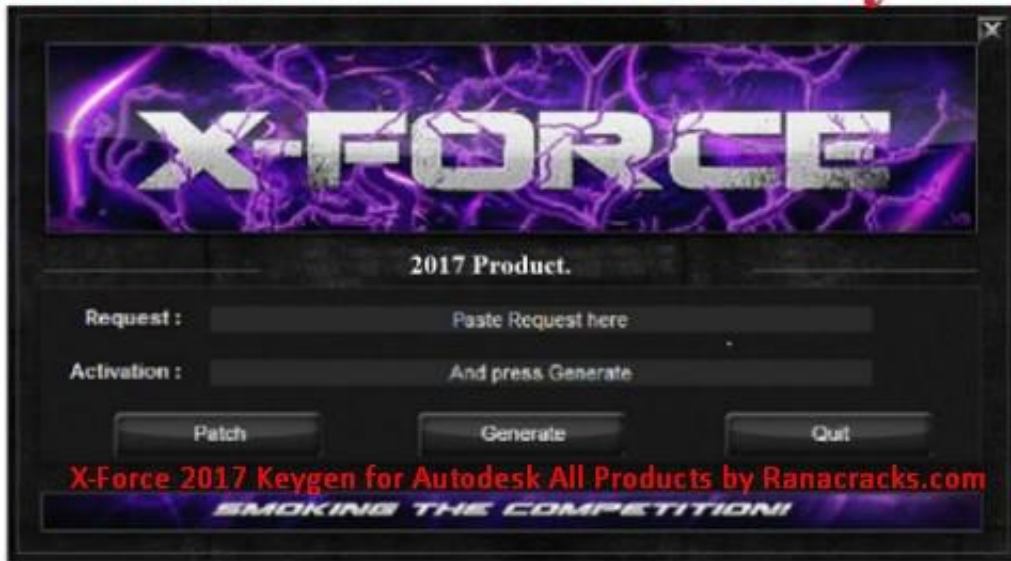 X-FORCE
2017 Product.
Request :
Paste Request here
Activation :
And press Generate
Patch
Generate
Quit
X-Force 2017 Keygen for Autodesk All Products by Ranacracks.com
SMOKING THE COMPETITION!